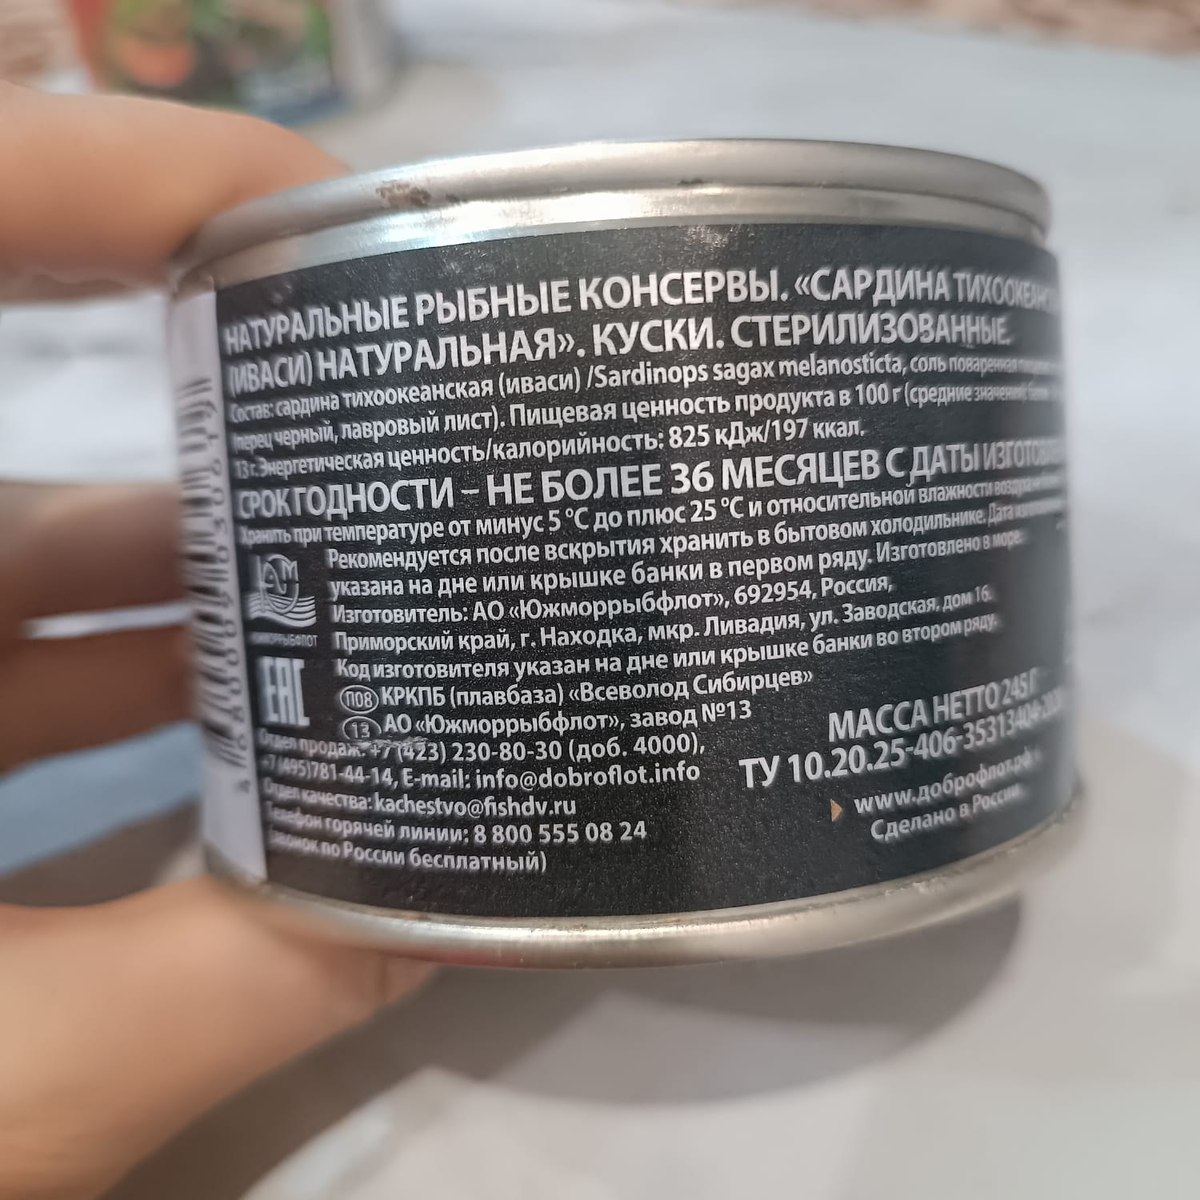 НАТУРАЛЬНЫЕ РЫБНЫЕ КОНСЕРВЫ. «САРДИНА
(ИВАСИ) НАТУРАЛЬНАЯ». КУСКИ. СТЕРИЛИЗОВАННЫЕ.
Состав: сардина тихоокеанская (иваси) /Sardinops sagax melanosticta, соль поваренная
(перец черный, лавровый лист). Пищевая ценность продукта в 100 г (средние значения):
13 г. Энергетическая ценность/калорийность: 825 кДж/197 ккал.
СРОК ГОДНОСТИ – НЕ БОЛЕЕ 36 МЕСЯЦЕВ С ДАТЫ
Хранить при температуре от минус 5 °С до плюс 25 °С и относительной влажности воздуха
Рекомендуется после вскрытия хранить в бытовом холодильнике. Дата
указана на дне или крышке банки в первом ряду. Изготовлено в море.
Изготовитель: АО «Южморрыбфлот», 692954, Россия,
Приморский край, г. Находка, мкр. Ливадия, ул. Заводская, дом 16.
Код изготовителя указан на дне или крышке банки во втором ряду.
ЮЖМОРРЫБФЛОТ
EAC
П08 КРКПБ (плавбаза) «Всеволод Сибирцев»
13 АО «Южморрыбфлот», завод №13
Отдел продаж: +7 (423) 230-80-30 (доб. 4000),
+7 (495)781-44-14, E-mail: info@dobroflot.info
Отдел качества: kachestvo@fishdv.ru
Телефон горячей линии: 8 800 555 08 24
(звонок по России бесплатный)
МАССА НЕТТО 245 Г
ТУ 10.20.25-406-35313404-
www.доброфлот.рф
Сделано в России.